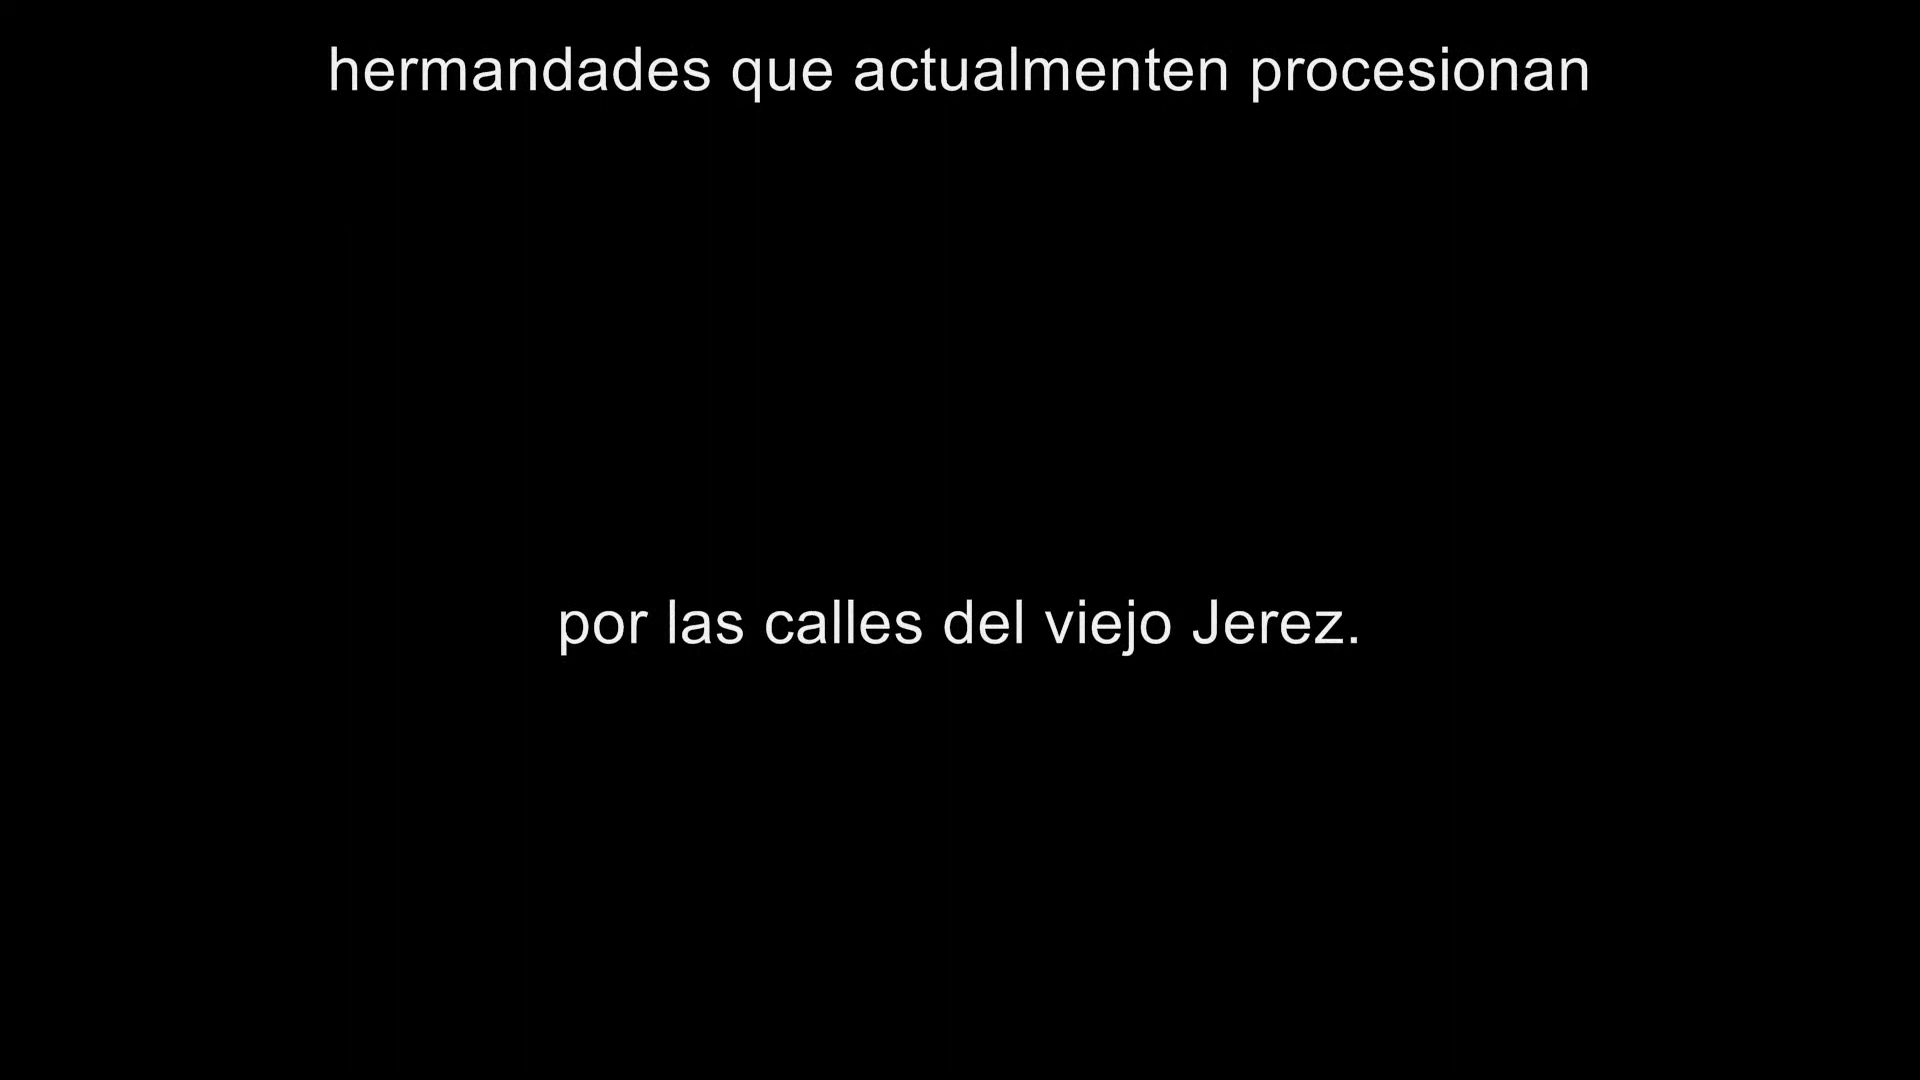 hermandades que actualmenten procesionan
por las calles del viejo Jerez.